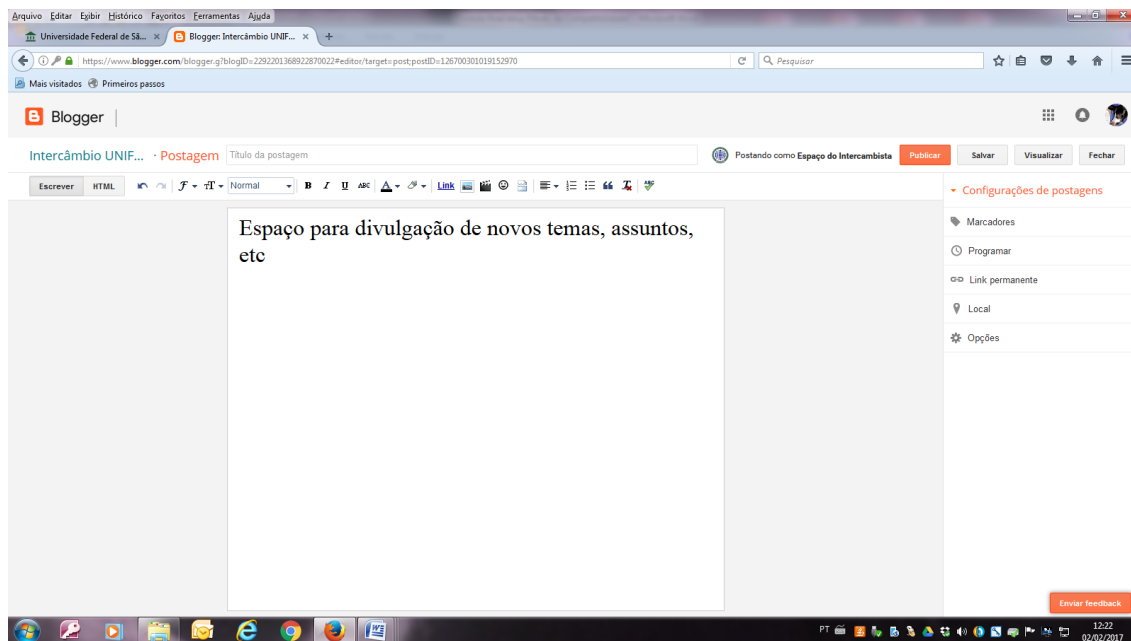 Arquivo Editar Exibir Histórico Favoritos Ferramentas Ajuda
Universidade Federal de Sã... × Blogger: Intercâmbio UNIF... × +
https://www.blogger.com/blogger.g?blogID=2292201368922870022#editor/target=post;postID=126700301019152970 Pesquisar
Mais visitados Primeiros passos
Blogger
Intercâmbio UNIF... · Postagem Título da postagem Postando como Espaço do Intercambista Publicar Salvar Visualizar Fechar
Escrever HTML Normal B I U ABC A Link ABC
Configurações de postagens
Marcadores
Programar
Link permanente
Local
Opções
Espaço para divulgação de novos temas, assuntos,
etc
Enviar feedback
PT 12:22
02/02/2017